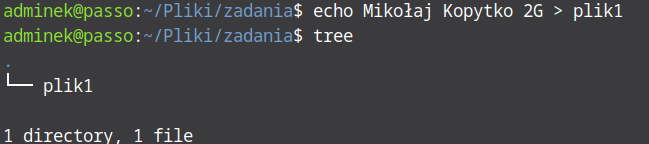 adminek@passo:~/Pliki/zadania$ echo Mikołaj Kopytko 2G > plik1
adminek@passo:~/Pliki/zadania$ tree
.
└── plik1
1 directory, 1 file